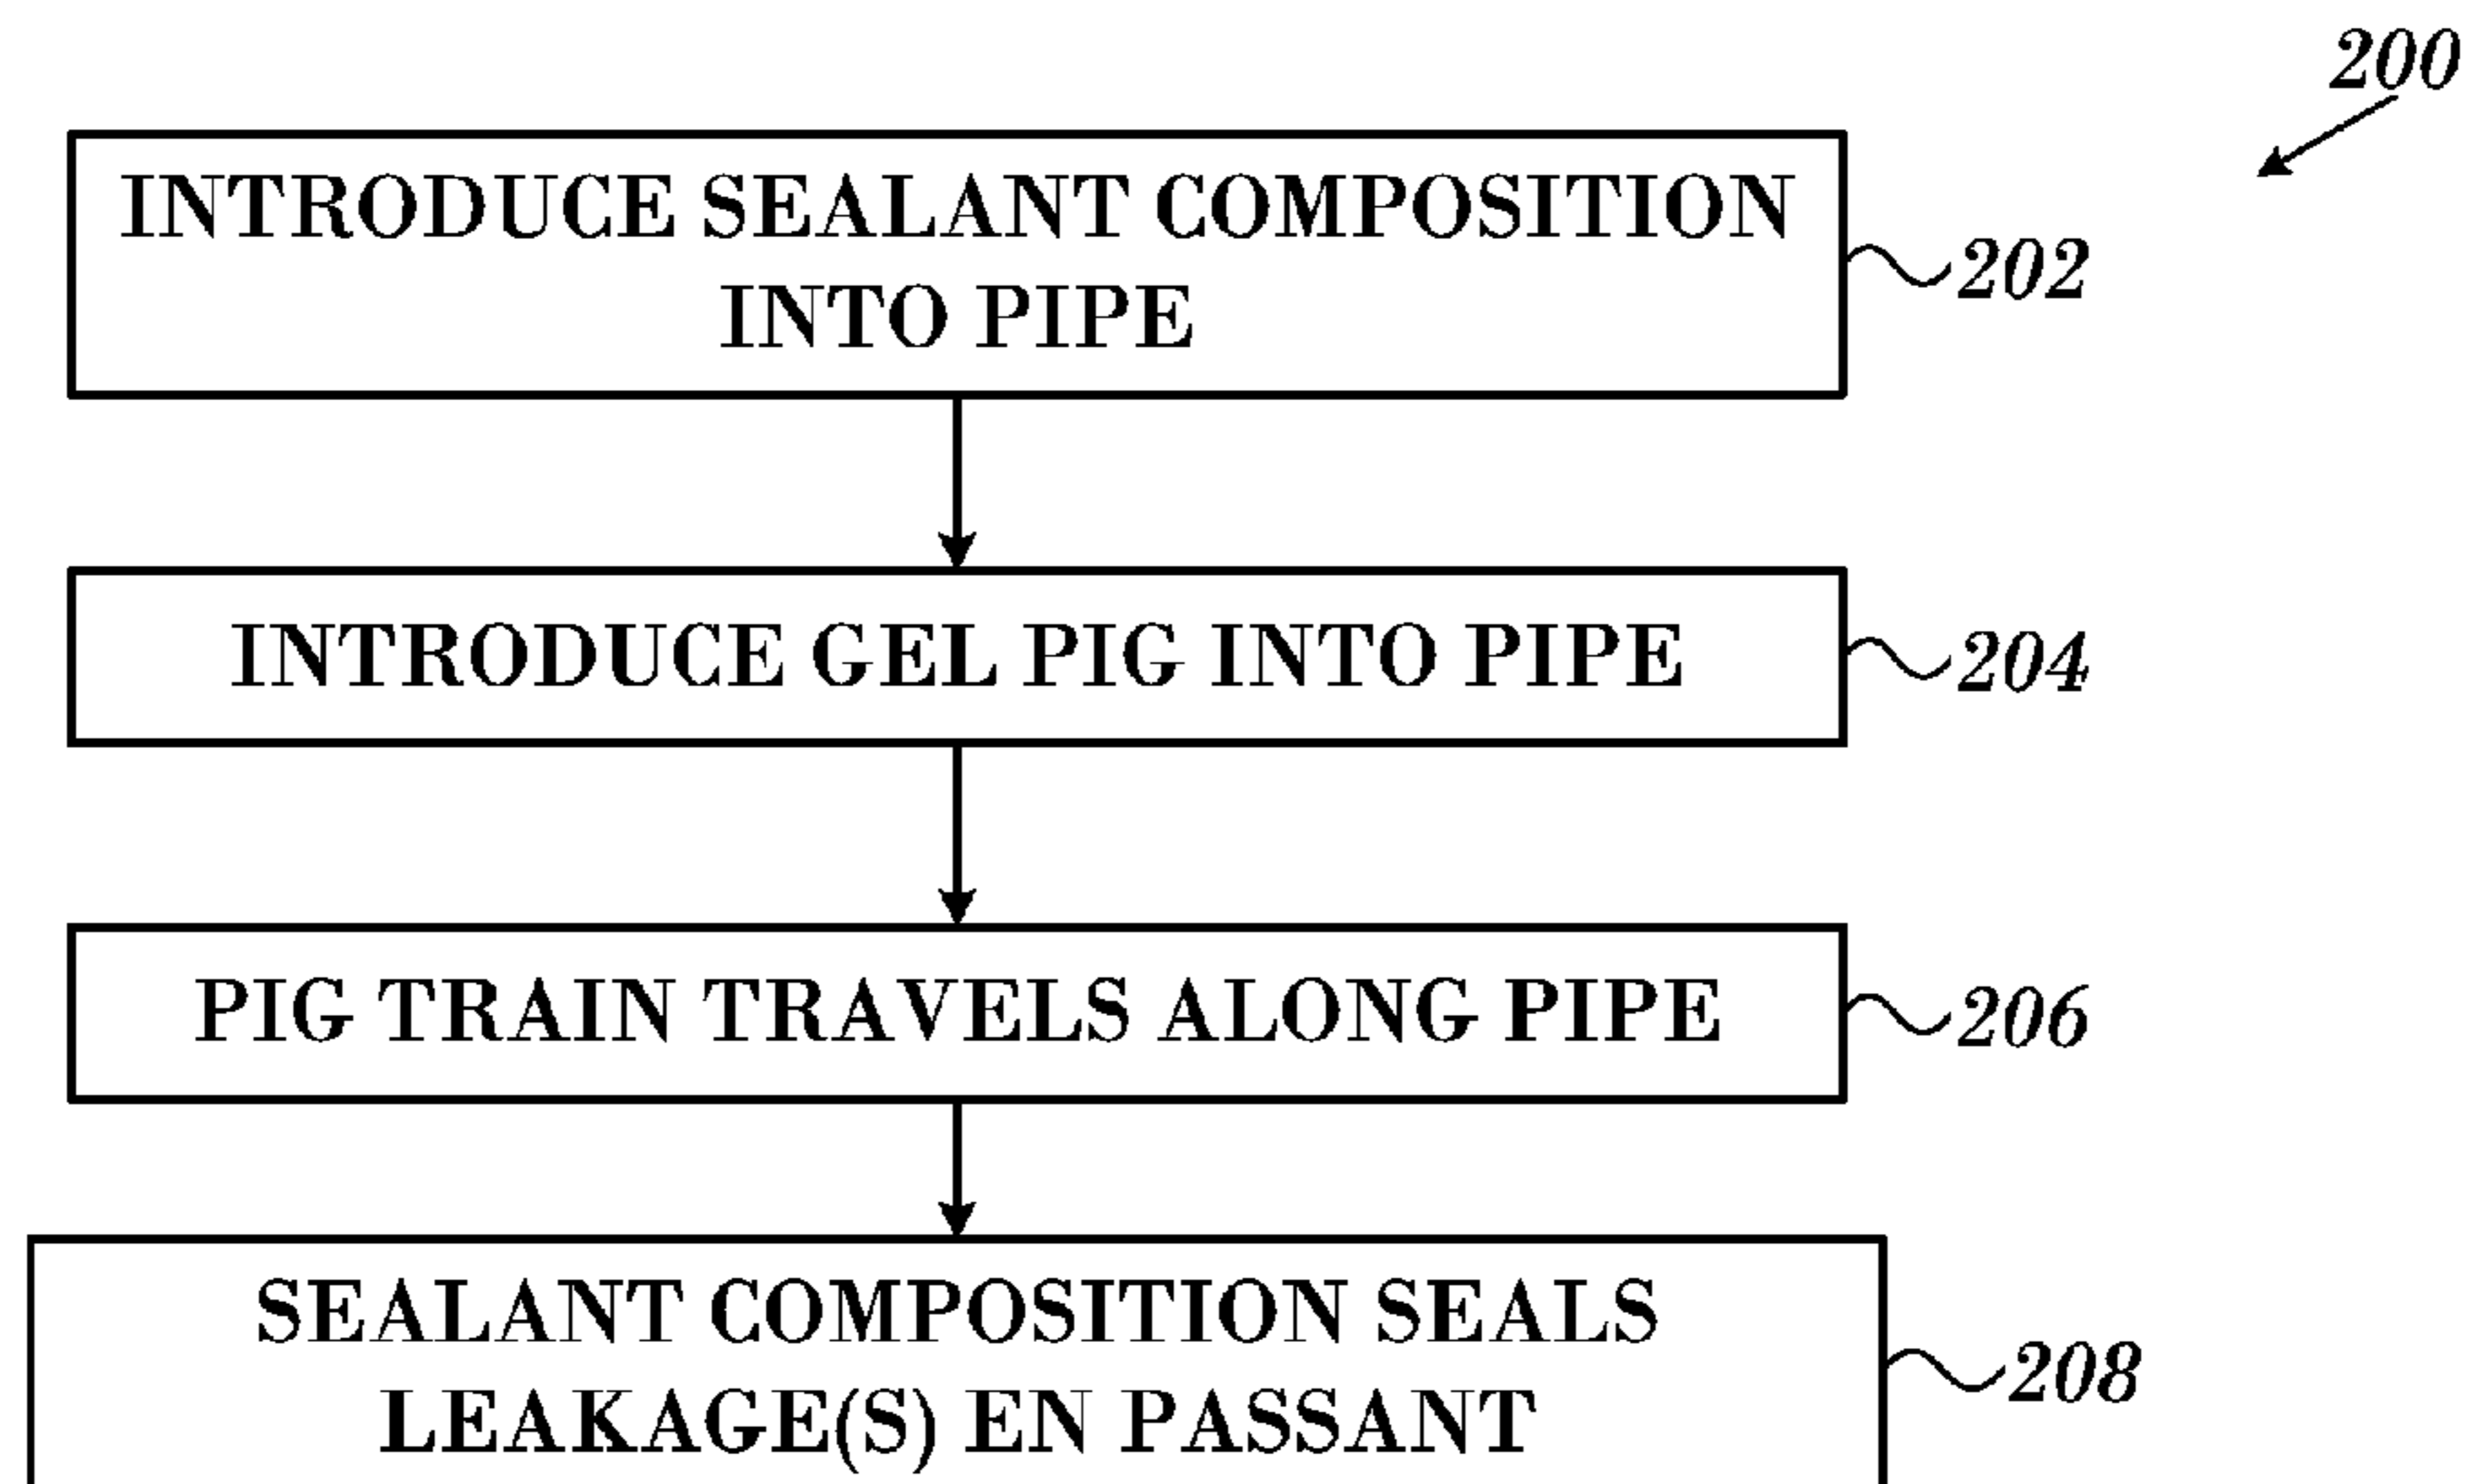 200
INTRODUCE SEALANT COMPOSITION
INTO PIPE
202
INTRODUCE GEL PIG INTO PIPE
204
PIG TRAIN TRAVELS ALONG PIPE
206
SEALANT COMPOSITION SEALS
LEAKAGE(S) EN PASSANT
208